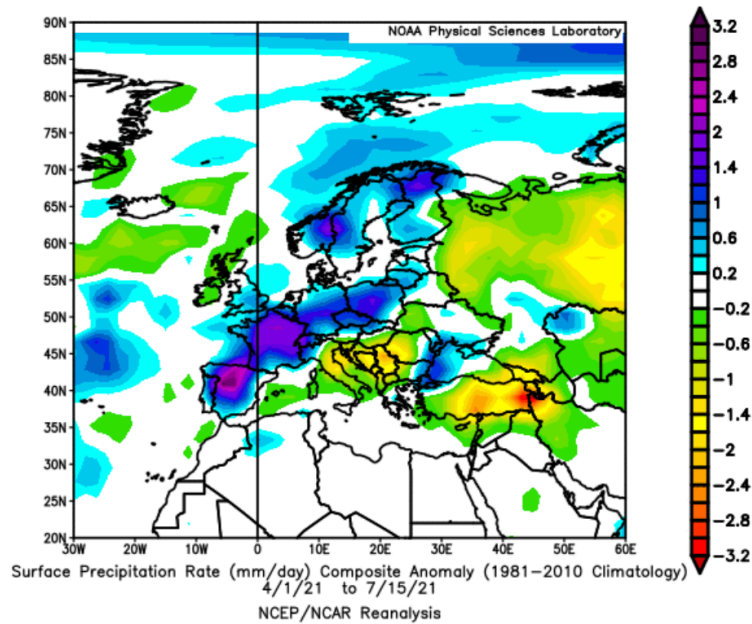 NOAA Physical Sciences Laboratory
90N
85N
80N
75N
70N
65N
60N
55N
50N
45N
40N
35N
30N
25N
20N
30W 20W 10W 0 10E 20E 30E 40E 50E 60E
3.2
2.8
2.4
2
1.4
1
0.6
0.2
-0.2
-0.6
-1
-1.4
-2
-2.4
-2.8
-3.2
Surface Precipitation Rate (mm/day) Composite Anomaly (1981-2010 Climatology)
4/1/21 to 7/15/21
NCEP/NCAR Reanalysis